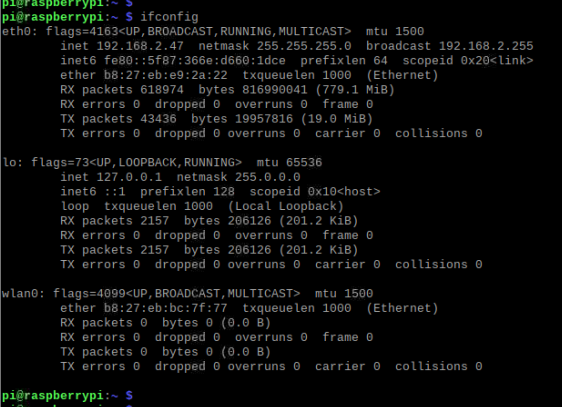 pi@raspberrypi:~ $
pi@raspberrypi:~ $ ifconfig
eth0: flags=4163<UP,BROADCAST,RUNNING,MULTICAST>  mtu 1500
        inet 192.168.2.47  netmask 255.255.255.0  broadcast 192.168.2.255
        inet6 fe80::5f87:366e:d660:1dce  prefixlen 64  scopeid 0x20<link>
        ether b8:27:eb:e9:2a:22  txqueuelen 1000  (Ethernet)
        RX packets 618974  bytes 816990041 (779.1 MiB)
        RX errors 0  dropped 0  overruns 0  frame 0
        TX packets 43436  bytes 19957816 (19.0 MiB)
        TX errors 0  dropped 0 overruns 0  carrier 0  collisions 0

lo: flags=73<UP,LOOPBACK,RUNNING>  mtu 65536
        inet 127.0.0.1  netmask 255.0.0.0
        inet6 ::1  prefixlen 128  scopeid 0x10<host>
        loop  txqueuelen 1000  (Local Loopback)
        RX packets 2157  bytes 206126 (201.2 KiB)
        RX errors 0  dropped 0  overruns 0  frame 0
        TX packets 2157  bytes 206126 (201.2 KiB)
        TX errors 0  dropped 0 overruns 0  carrier 0  collisions 0

wlan0: flags=4099<UP,BROADCAST,MULTICAST>  mtu 1500
        ether b8:27:eb:bc:7f:77  txqueuelen 1000  (Ethernet)
        RX packets 0  bytes 0 (0.0 B)
        RX errors 0  dropped 0  overruns 0  frame 0
        TX packets 0  bytes 0 (0.0 B)
        TX errors 0  dropped 0 overruns 0  carrier 0  collisions 0

pi@raspberrypi:~ $